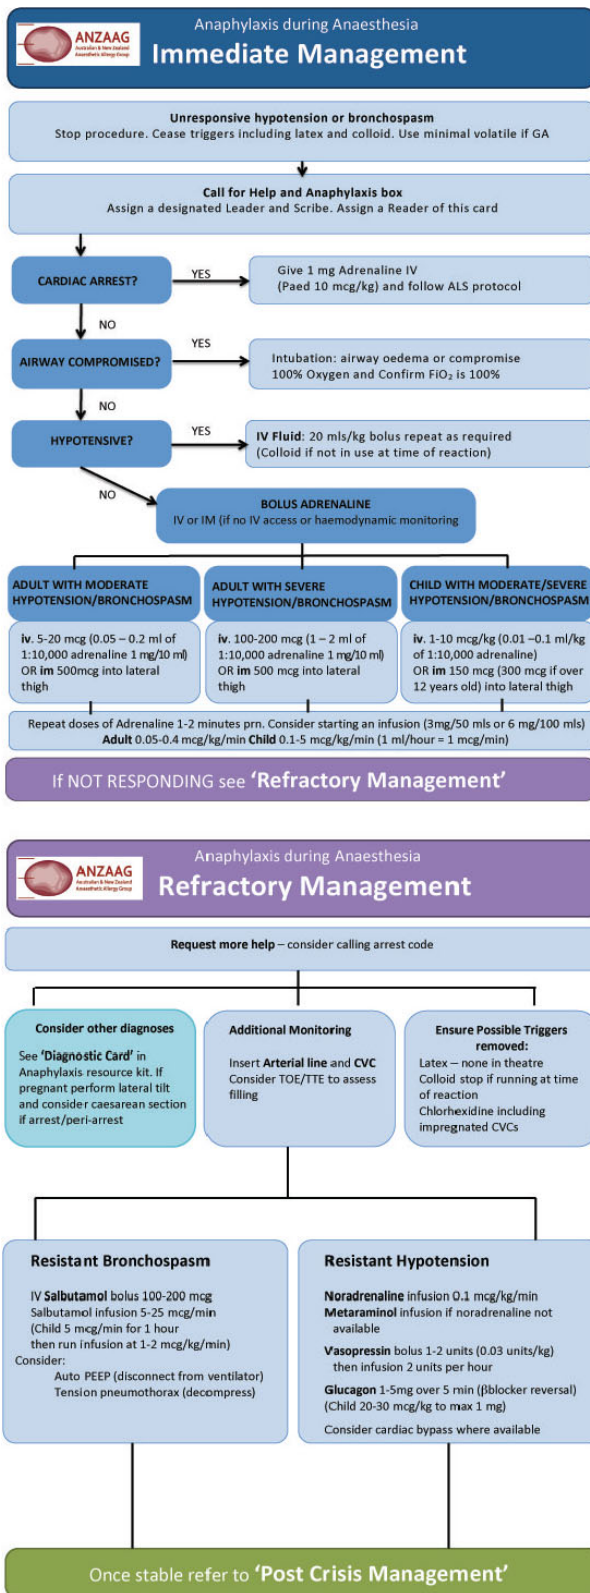 ANZAAG
Australian & New Zealand
Anaesthetic Allergy Group
Anaphylaxis during Anaesthesia
Immediate Management
Unresponsive hypotension or bronchospasm
Stop procedure. Cease triggers including latex and colloid. Use minimal volatile if GA
Call for Help and Anaphylaxis box
Assign a designated Leader and Scribe. Assign a Reader of this card
CARDIAC ARREST?
YES
Give 1 mg Adrenaline IV
(Paed 10 mcg/kg) and follow ALS protocol
NO
AIRWAY COMPROMISED?
YES
Intubation: airway oedema or compromise
100% Oxygen and Confirm FiO₂ is 100%
NO
HYPOTENSIVE?
YES
IV Fluid: 20 mls/kg bolus repeat as required
(Colloid if not in use at time of reaction)
NO
BOLUS ADRENALINE
IV or IM (if no IV access or haedynamic monitoring
ADULT WITH MODERATE
HYPOTENSION/BRONCHOSPASM
iv. 5-20 mcg (0.05 – 0.2 ml of
1:10,000 adrenaline 1 mg/10 ml)
OR im 500mcg into lateral
thigh
ADULT WITH SEVERE
HYPOTENSION/BRONCHOSPASM
iv. 100-200 mcg (1 – 2 ml of
1:10,000 adrenaline 1 mg/10 ml)
OR im 500 mcg into lateral
thigh
CHILD WITH MODERATE/SEVERE
HYPOTENSION/BRONCHOSPASM
iv. 1-10 mcg/kg (0.01 –0.1 ml/kg
of 1:10,000 adrenaline)
OR im 150 mcg (300 mcg if over
12 years old) into lateral thigh
Repeat doses of Adrenaline 1-2 minutes prn. Consider starting an infusion (3mg/50 mls or 6 mg/100 mls)
Adult 0.05-0.4 mcg/kg/min Child 0.1-5 mcg/kg/min (1 ml/hour = 1 mcg/min)
If NOT RESPONDING see 'Refractory Management'
ANZAAG
Australian & New Zealand
Anaesthetic Allergy Group
Anaphylaxis during Anaesthesia
Refractory Management
Request more help – consider calling arrest code
Consider other diagnoses
See 'Diagnostic Card' in
Anaphylaxis resource kit. If
pregnant perform lateral tilt
and consider caesarean section
if arrest/peri-arrest
Additional Monitoring
Insert Arterial line and CVC
Consider TOE/TTE to assess
filling
Ensure Possible Triggers
removed:
Latex – none in theatre
Colloid stop if running at time
of reaction
Chlorhexidine including
impregnated CVCs
Resistant Bronchospasm
IV Salbutamol bolus 100-200 mcg
Salbutamol infusion 5-25 mcg/min
(Child 5 mcg/min for 1 hour
then run infusion at 1-2 mcg/kg/min)
Consider:
Auto PEEP (disconnect from ventilator)
Tension pneumothorax (decompress)
Resistant Hypotension
Noradrenaline infusion 0.1 mcg/kg/min
Metaraminol infusion if noradrenaline not
available
Vasopressin bolus 1-2 units (0.03 units/kg)
then infusion 2 units per hour
Glucagon 1-5mg over 5 min (βblocker reversal)
(Child 20-30 mcg/kg to max 1 mg)
Consider cardiac bypass where available
Once stable refer to 'Post Crisis Management'